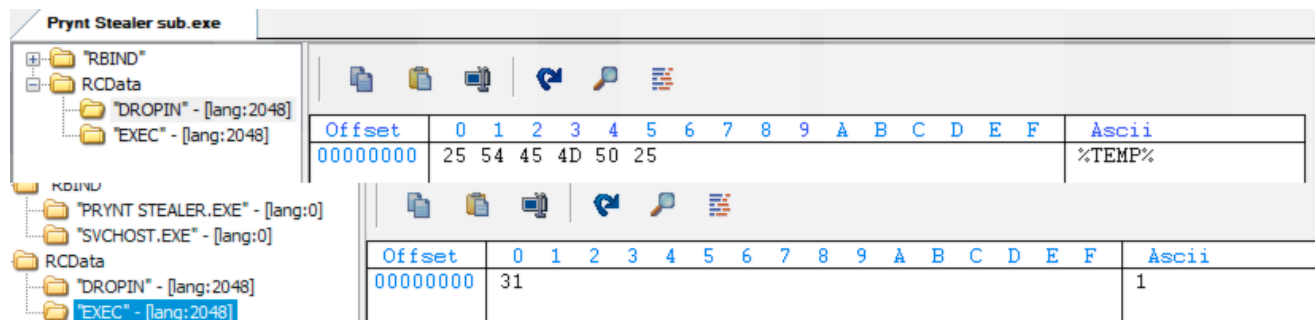 Prynt Stealer sub.exe
"RBIND"
RCData
"DROPIN" - [lang:2048]
"EXEC" - [lang:2048]
Offset 0 1 2 3 4 5 6 7 8 9 A B C D E F Ascii
00000000 25 54 45 4D 50 25 %TEMP%
RBIND
"PRYNT STEALER.EXE" - [lang:0]
"SVCHOST.EXE" - [lang:0]
RCData
"DROPIN" - [lang:2048]
"EXEC" - [lang:2048]
Offset 0 1 2 3 4 5 6 7 8 9 A B C D E F Ascii
00000000 31 1